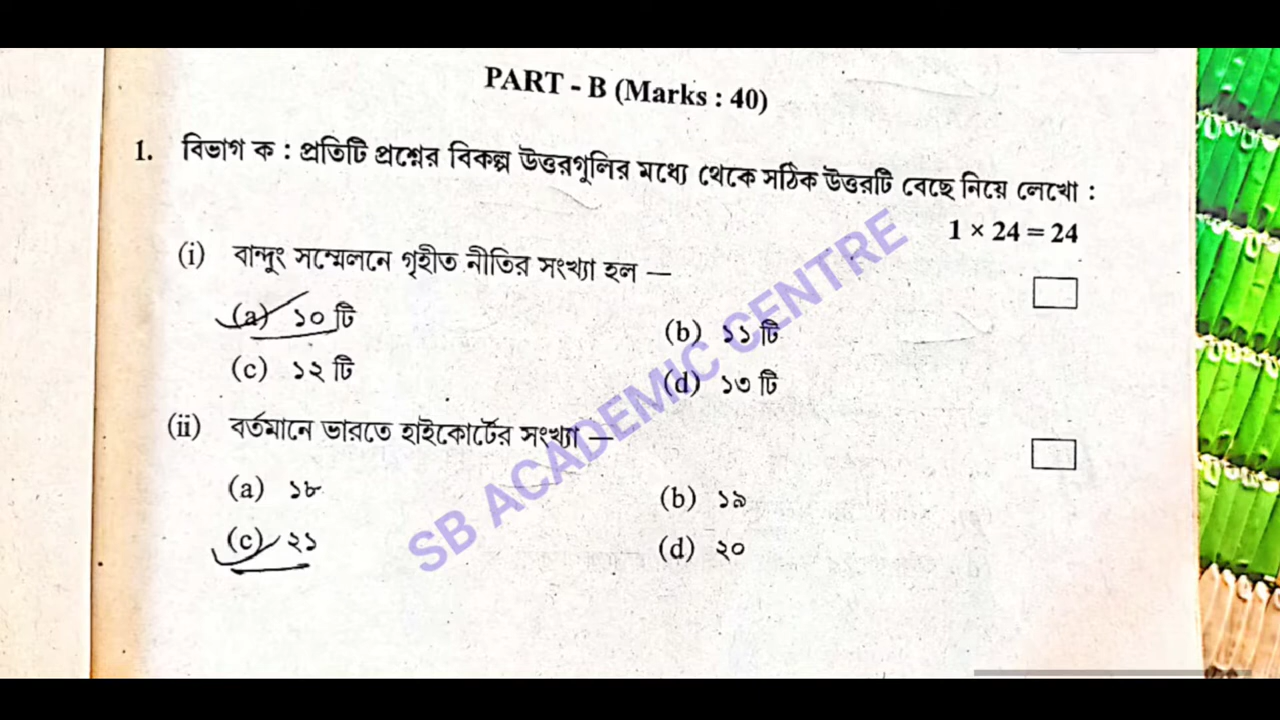 PART - B (Marks : 40)
1. বিভাগ ক : প্রতিটি প্রশ্নের বিকল্প উত্তরগুলির মধ্যে থেকে সঠিক উত্তরটি বেছে নিয়ে লেখো :
1 × 24 = 24
(i) বান্দুং সম্মেলনে গৃহীত নীতির সংখ্যা হল —
(a) ১০ টি (b) ১১ টি
(c) ১২ টি (d) ১৩ টি
(ii) বর্তমানে ভারতে হাইকোর্টের সংখ্যা —
(a) ১৮ (b) ১৯
(c) ২১ (d) ২০
SB ACADEMIC CENTRE